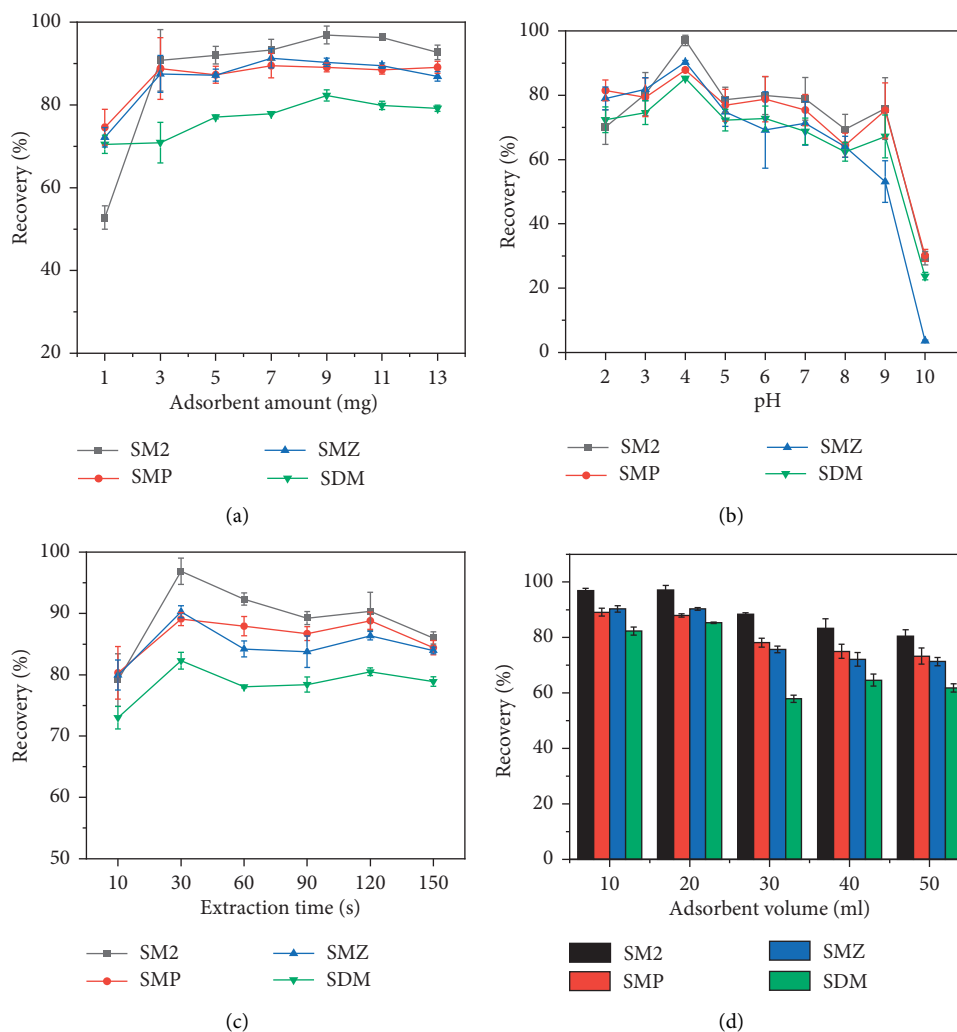 100
80
60
40
20
Recovery (%)
1 3 5 7 9 11 13
Adsorbent amount (mg)
SM2 SMZ
SMP SDM
(a)
100
80
60
40
20
0
Recovery (%)
2 3 4 5 6 7 8 9 10
pH
SM2 SMZ
SMP SDM
(b)
100
90
80
70
60
50
Recovery (%)
10 30 60 90 120 150
Extraction time (s)
SM2 SMZ
SMP SDM
(c)
100
80
60
40
20
0
Recovery (%)
10 20 30 40 50
Adsorbent volume (ml)
SM2 SMZ
SMP SDM
(d)